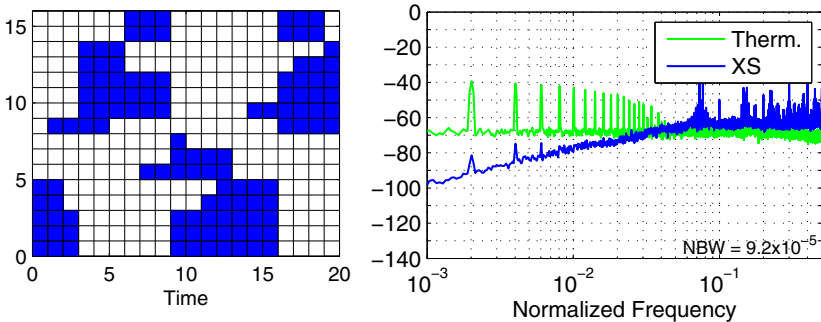 15
10
5
0
0 5 10 15 20
Time
0
−20
−40
−60
−80
−100
−120
−140
Therm.
XS
NBW = 9.2x10⁻⁵
10⁻³ 10⁻² 10⁻¹
Normalized Frequency